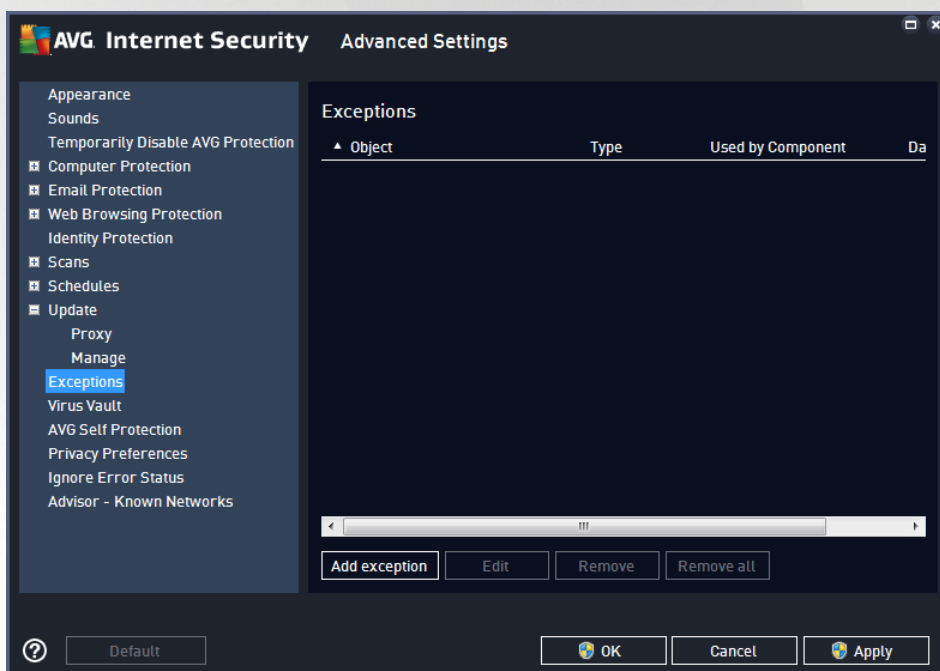 AVG Internet Security Advanced Settings
Appearance
Sounds
Temporarily Disable AVG Protection
Computer Protection
Email Protection
Web Browsing Protection
Identity Protection
Scans
Schedules
Update
Proxy
Manage
Exceptions
Virus Vault
AVG Self Protection
Privacy Preferences
Ignore Error Status
Advisor - Known Networks
Exceptions
Object Type Used by Component Da
Add exception Edit Remove Remove all
? Default OK Cancel Apply